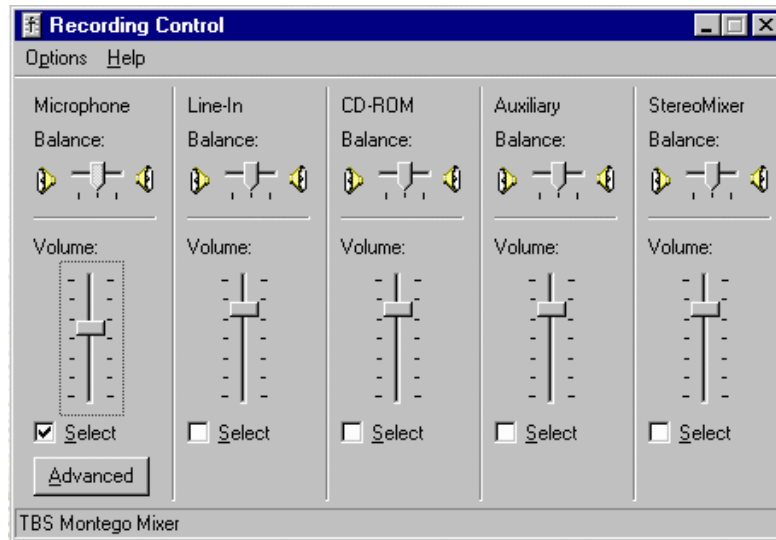 Recording Control
Options Help
Microphone Line-In CD-ROM Auxiliary StereoMixer
Balance: Balance: Balance: Balance: Balance:
Volume: Volume: Volume: Volume: Volume:
Select Select Select Select Select
Advanced
TBS Montego Mixer